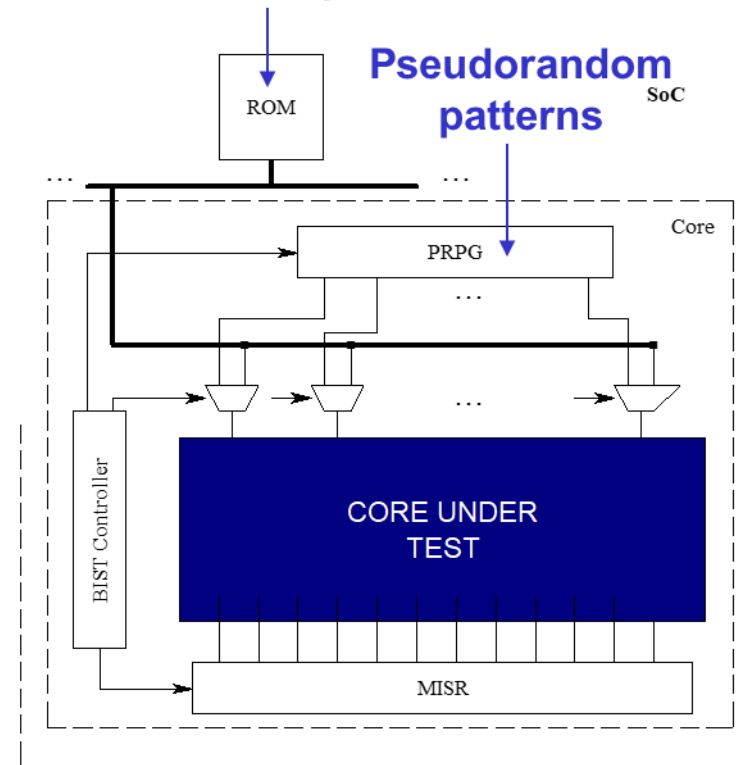 Pseudorandom
patterns
SoC
ROM
...
...
Core
PRPG
...
...
BIST Controller
CORE UNDER
TEST
MISR